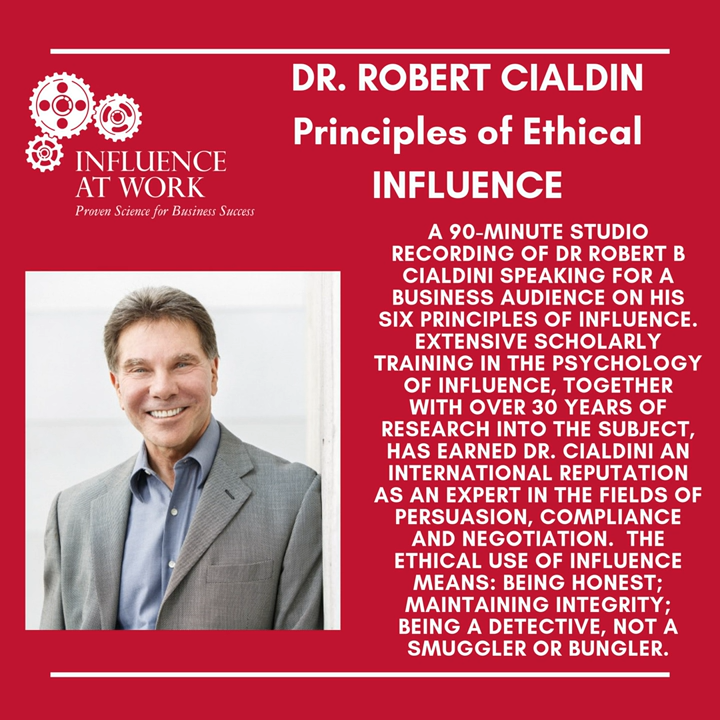 INFLUENCE
AT WORK
Proven Science for Business Success
DR. ROBERT CIALDIN
Principles of Ethical
INFLUENCE
A 90-MINUTE STUDIO
RECORDING OF DR ROBERT B
CIALDINI SPEAKING FOR A
BUSINESS AUDIENCE ON HIS
SIX PRINCIPLES OF INFLUENCE.
EXTENSIVE SCHOLARLY
TRAINING IN THE PSYCHOLOGY
OF INFLUENCE, TOGETHER
WITH OVER 30 YEARS OF
RESEARCH INTO THE SUBJECT,
HAS EARNED DR. CIALDINI AN
INTERNATIONAL REPUTATION
AS AN EXPERT IN THE FIELDS OF
PERSUASION, COMPLIANCE
AND NEGOTIATION.  THE
ETHICAL USE OF INFLUENCE
MEANS: BEING HONEST;
MAINTAINING INTEGRITY;
BEING A DETECTIVE, NOT A
SMUGGLER OR BUNGLER.